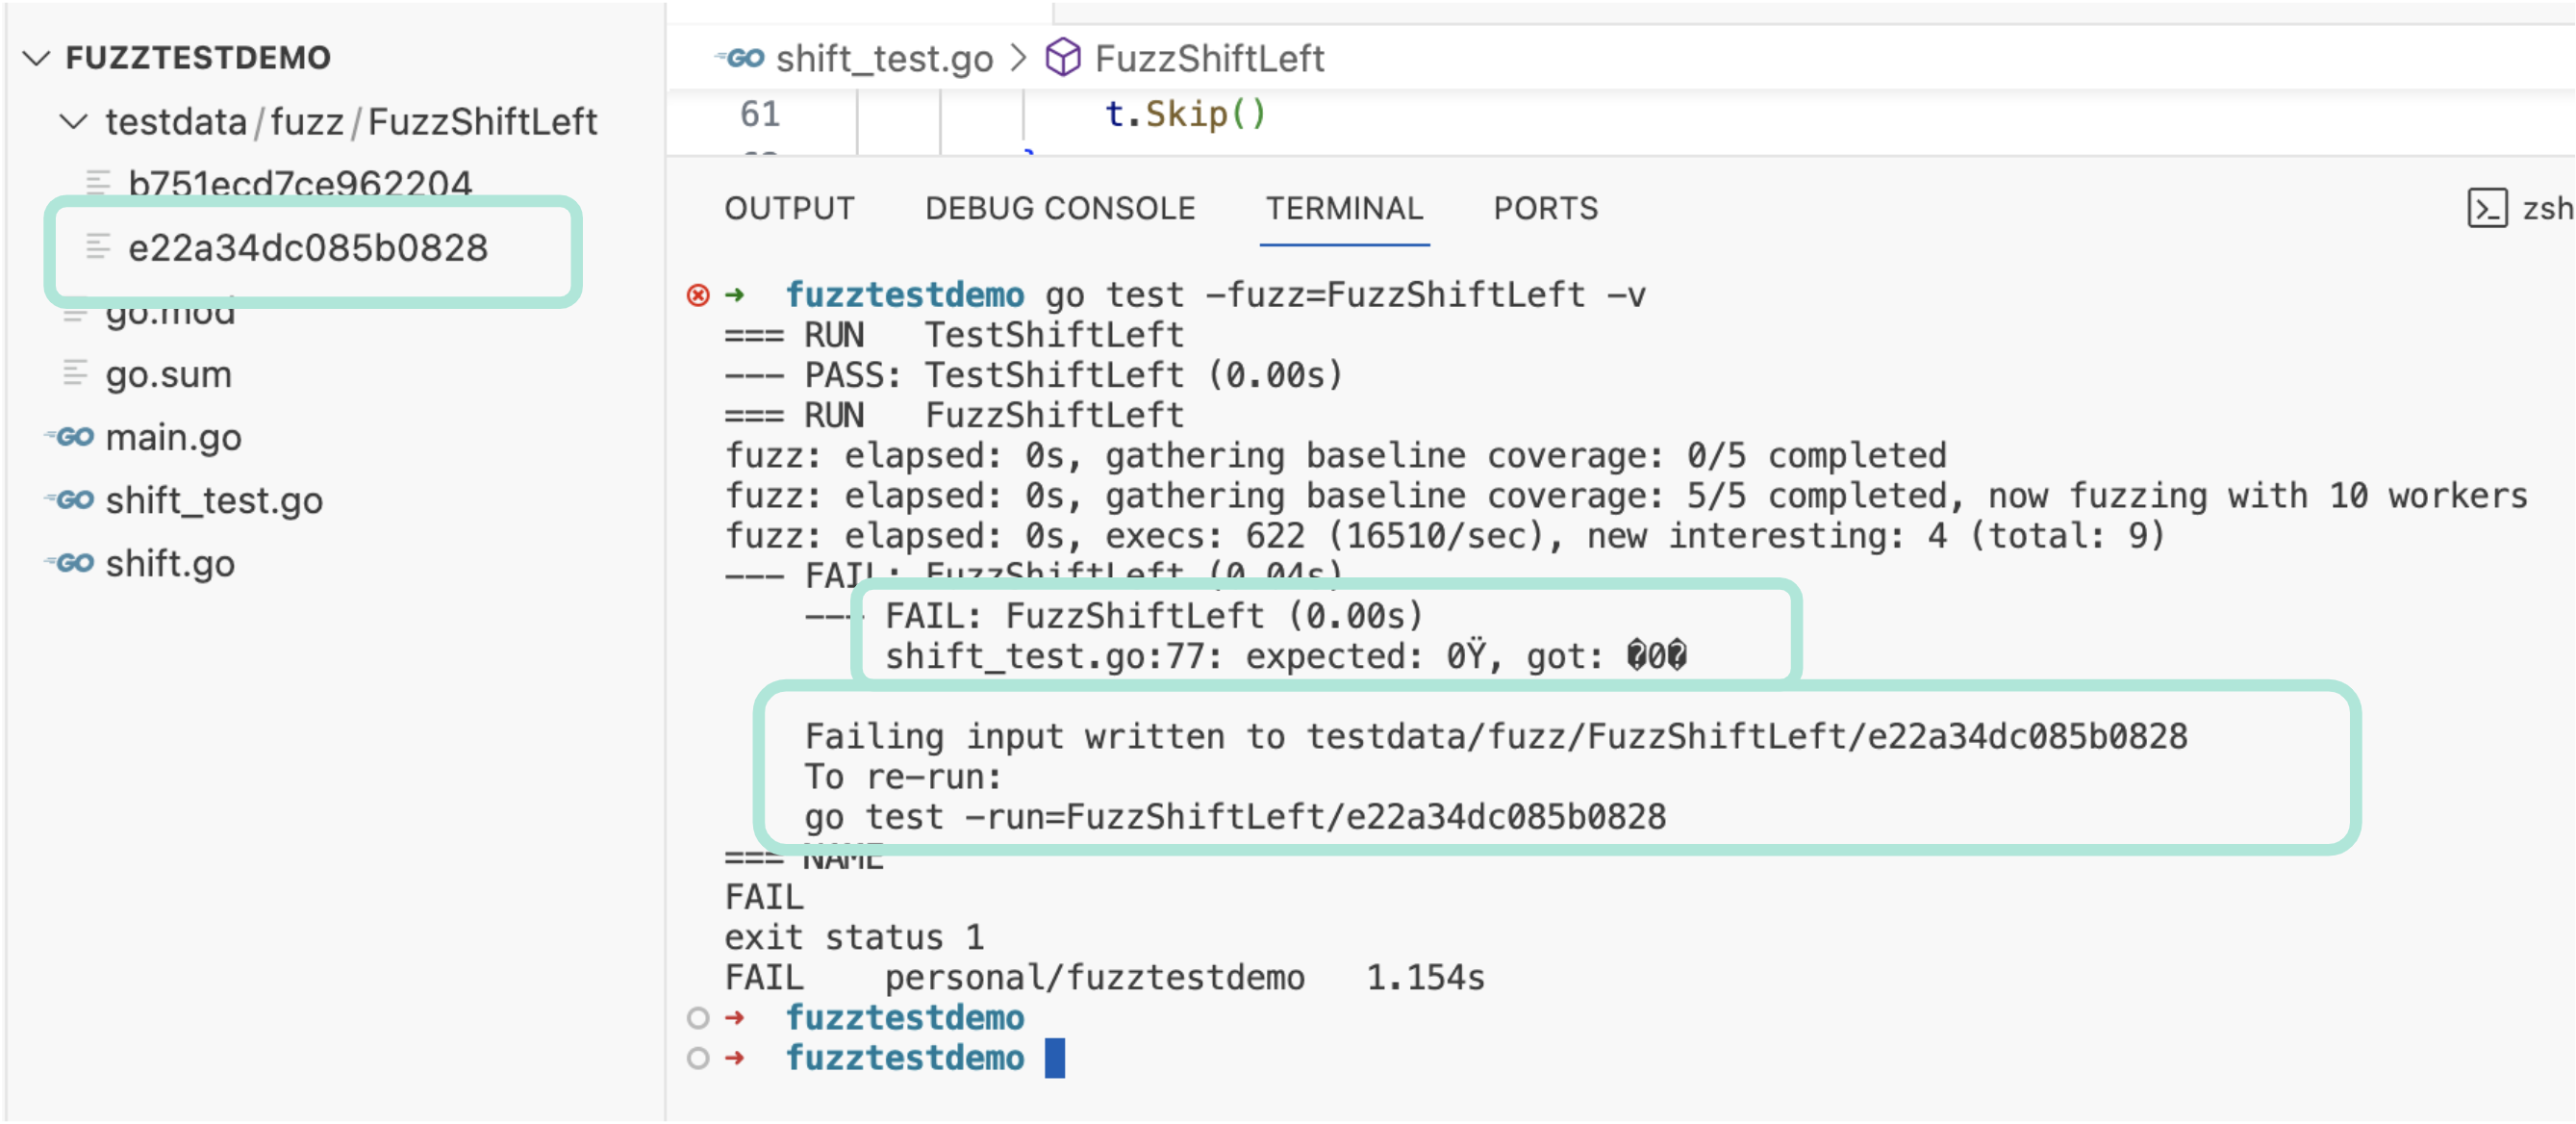 FUZZTESTDEMO
testdata/fuzz/FuzzShiftLeft
b751ecd7ce962204
e22a34dc085b0828
go.mod
go.sum
GO main.go
GO shift_test.go
GO shift.go
GO shift_test.go > FuzzShiftLeft
61 t.Skip()
OUTPUT DEBUG CONSOLE TERMINAL PORTS zsh
➜ fuzztestdemo go test -fuzz=FuzzShiftLeft -v
=== RUN TestShiftLeft
--- PASS: TestShiftLeft (0.00s)
=== RUN FuzzShiftLeft
fuzz: elapsed: 0s, gathering baseline coverage: 0/5 completed
fuzz: elapsed: 0s, gathering baseline coverage: 5/5 completed, now fuzzing with 10 workers
fuzz: elapsed: 0s, execs: 622 (16510/sec), new interesting: 4 (total: 9)
--- FAIL: FuzzShiftLeft (0.04s)
--- FAIL: FuzzShiftLeft (0.00s)
shift_test.go:77: expected: 0Ÿ, got: �0�
Failing input written to testdata/fuzz/FuzzShiftLeft/e22a34dc085b0828
To re-run:
go test -run=FuzzShiftLeft/e22a34dc085b0828
=== NAME
FAIL
exit status 1
FAIL personal/fuzztestdemo 1.154s
➜ fuzztestdemo
➜ fuzztestdemo